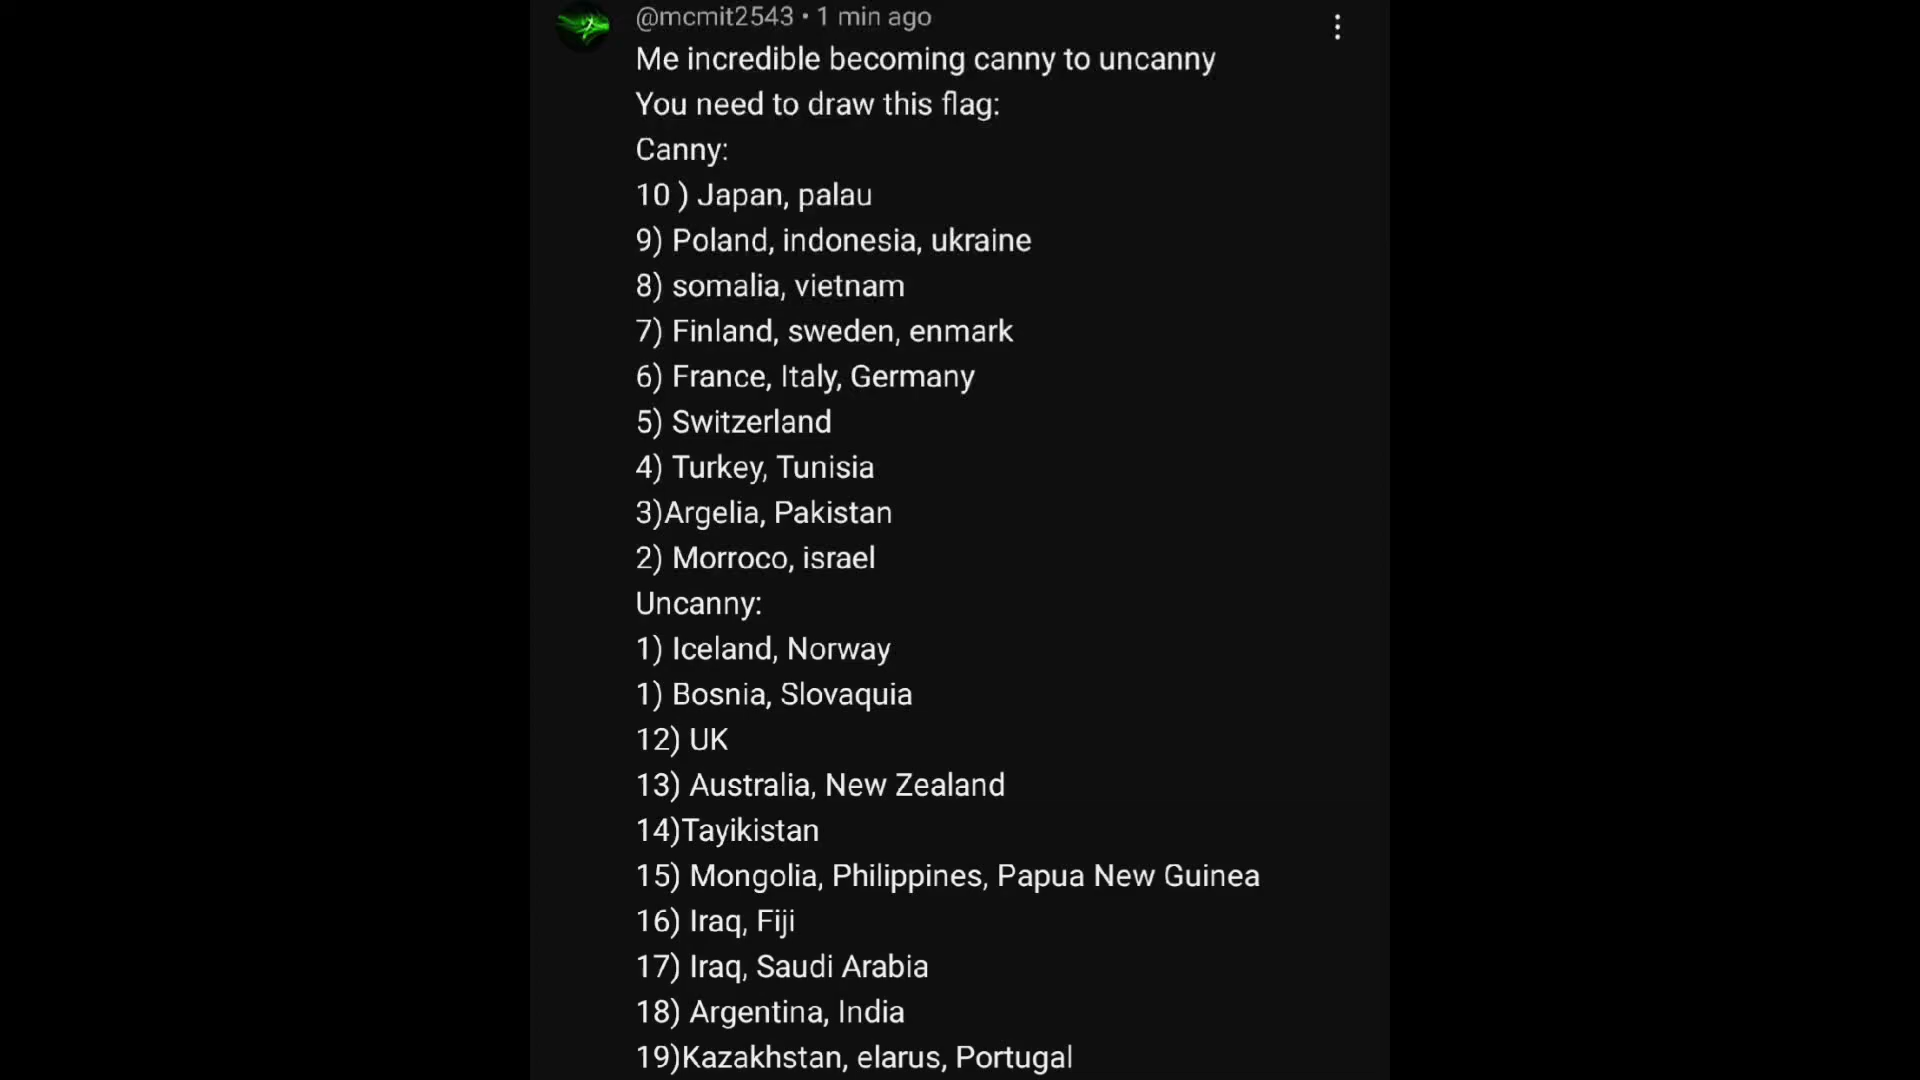 @mcmit2543 • 1 min ago
Me incredible becoming canny to uncanny
You need to draw this flag:
Canny:
10 ) Japan, palau
9) Poland, indonesia, ukraine
8) somalia, vietnam
7) Finland, sweden, enmark
6) France, Italy, Germany
5) Switzerland
4) Turkey, Tunisia
3)Argelia, Pakistan
2) Morroco, israel
Uncanny:
1) Iceland, Norway
1) Bosnia, Slovaquia
12) UK
13) Australia, New Zealand
14)Tayikistan
15) Mongolia, Philippines, Papua New Guinea
16) Iraq, Fiji
17) Iraq, Saudi Arabia
18) Argentina, India
19)Kazakhstan, elarus, Portugal